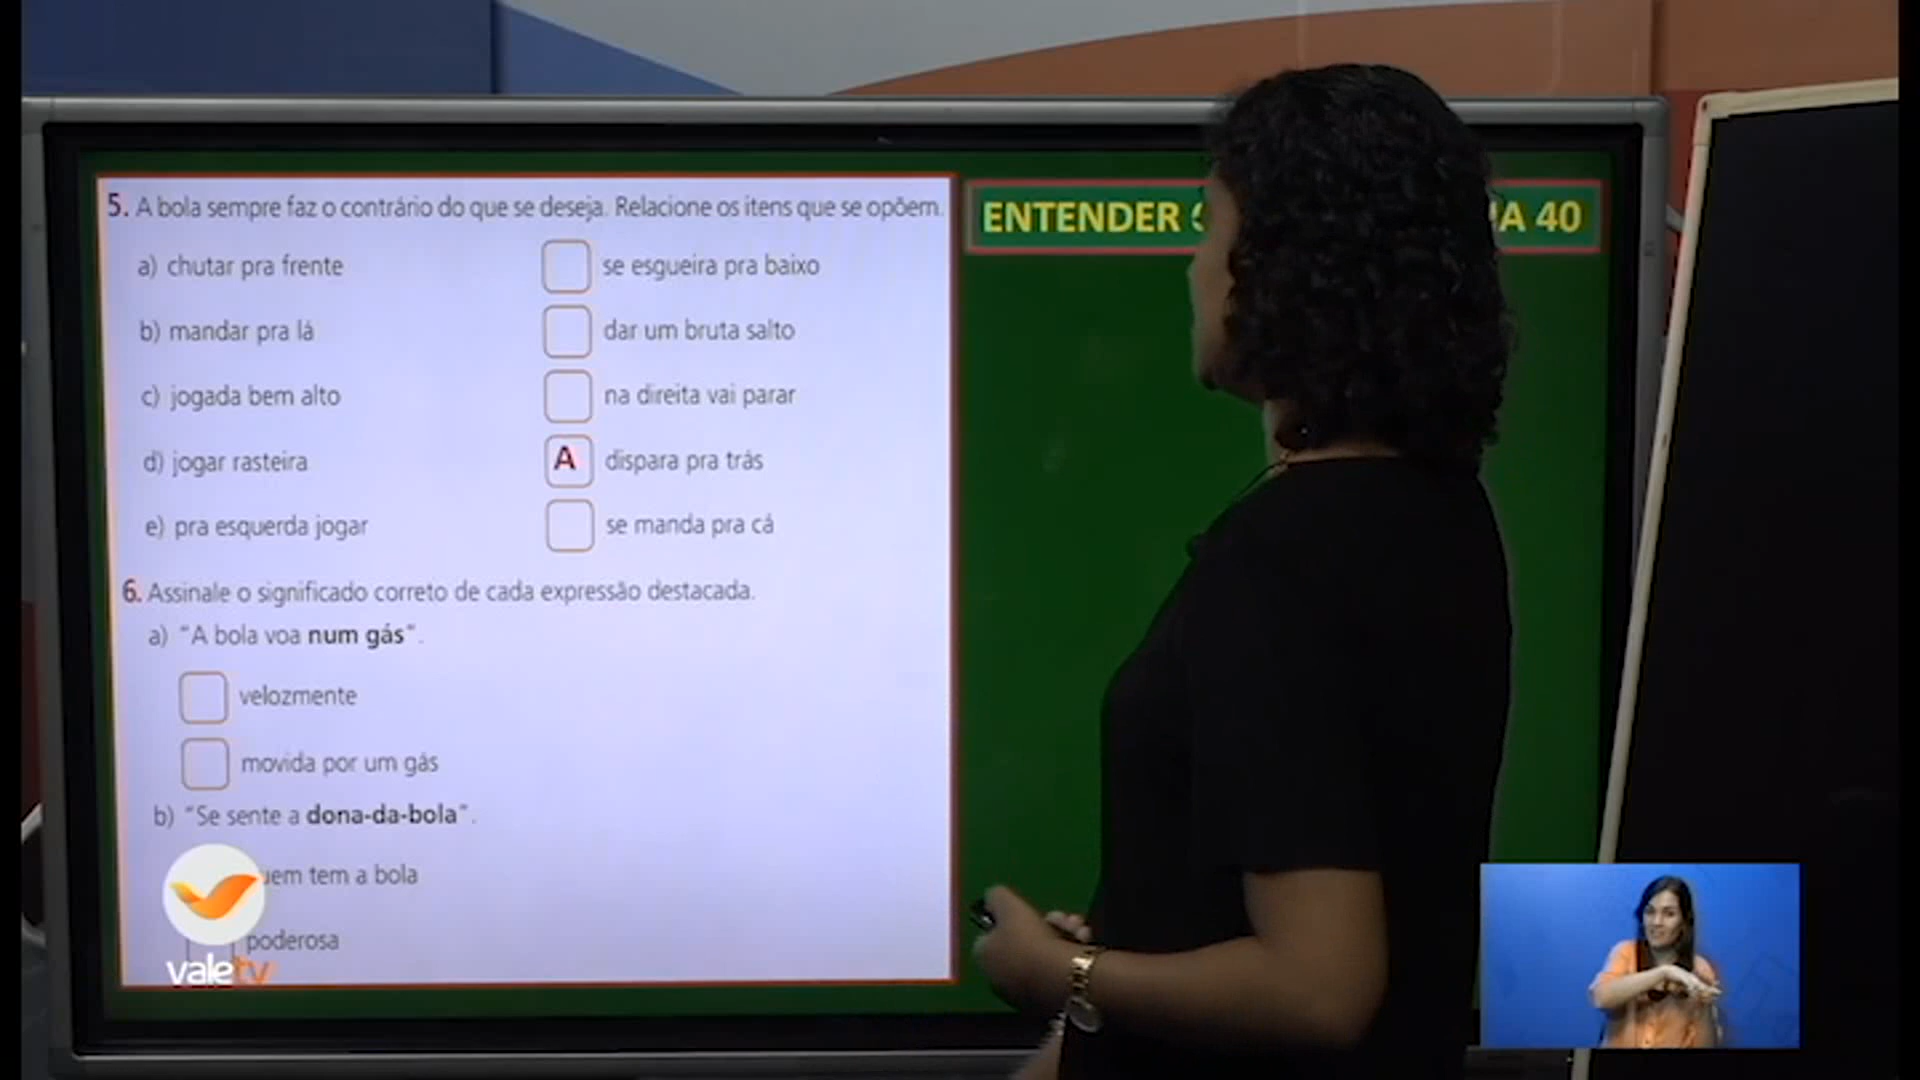 5. A bola sempre faz o contrário do que se deseja. Relacione os itens que se opõem.
a) chutar pra frente
se esgueira pra baixo
b) mandar pra lá
dar um bruta salto
c) jogada bem alto
na direita vai parar
d) jogar rasteira
A dispara pra trás
e) pra esquerda jogar
se manda pra cá
6. Assinale o significado correto de cada expressão destacada.
a) “A bola voa num gás”.
velozmente
movida por um gás
b) “Se sente a dona-da-bola”.
tem a bola
poderosa
ENTENDER
40
valetv